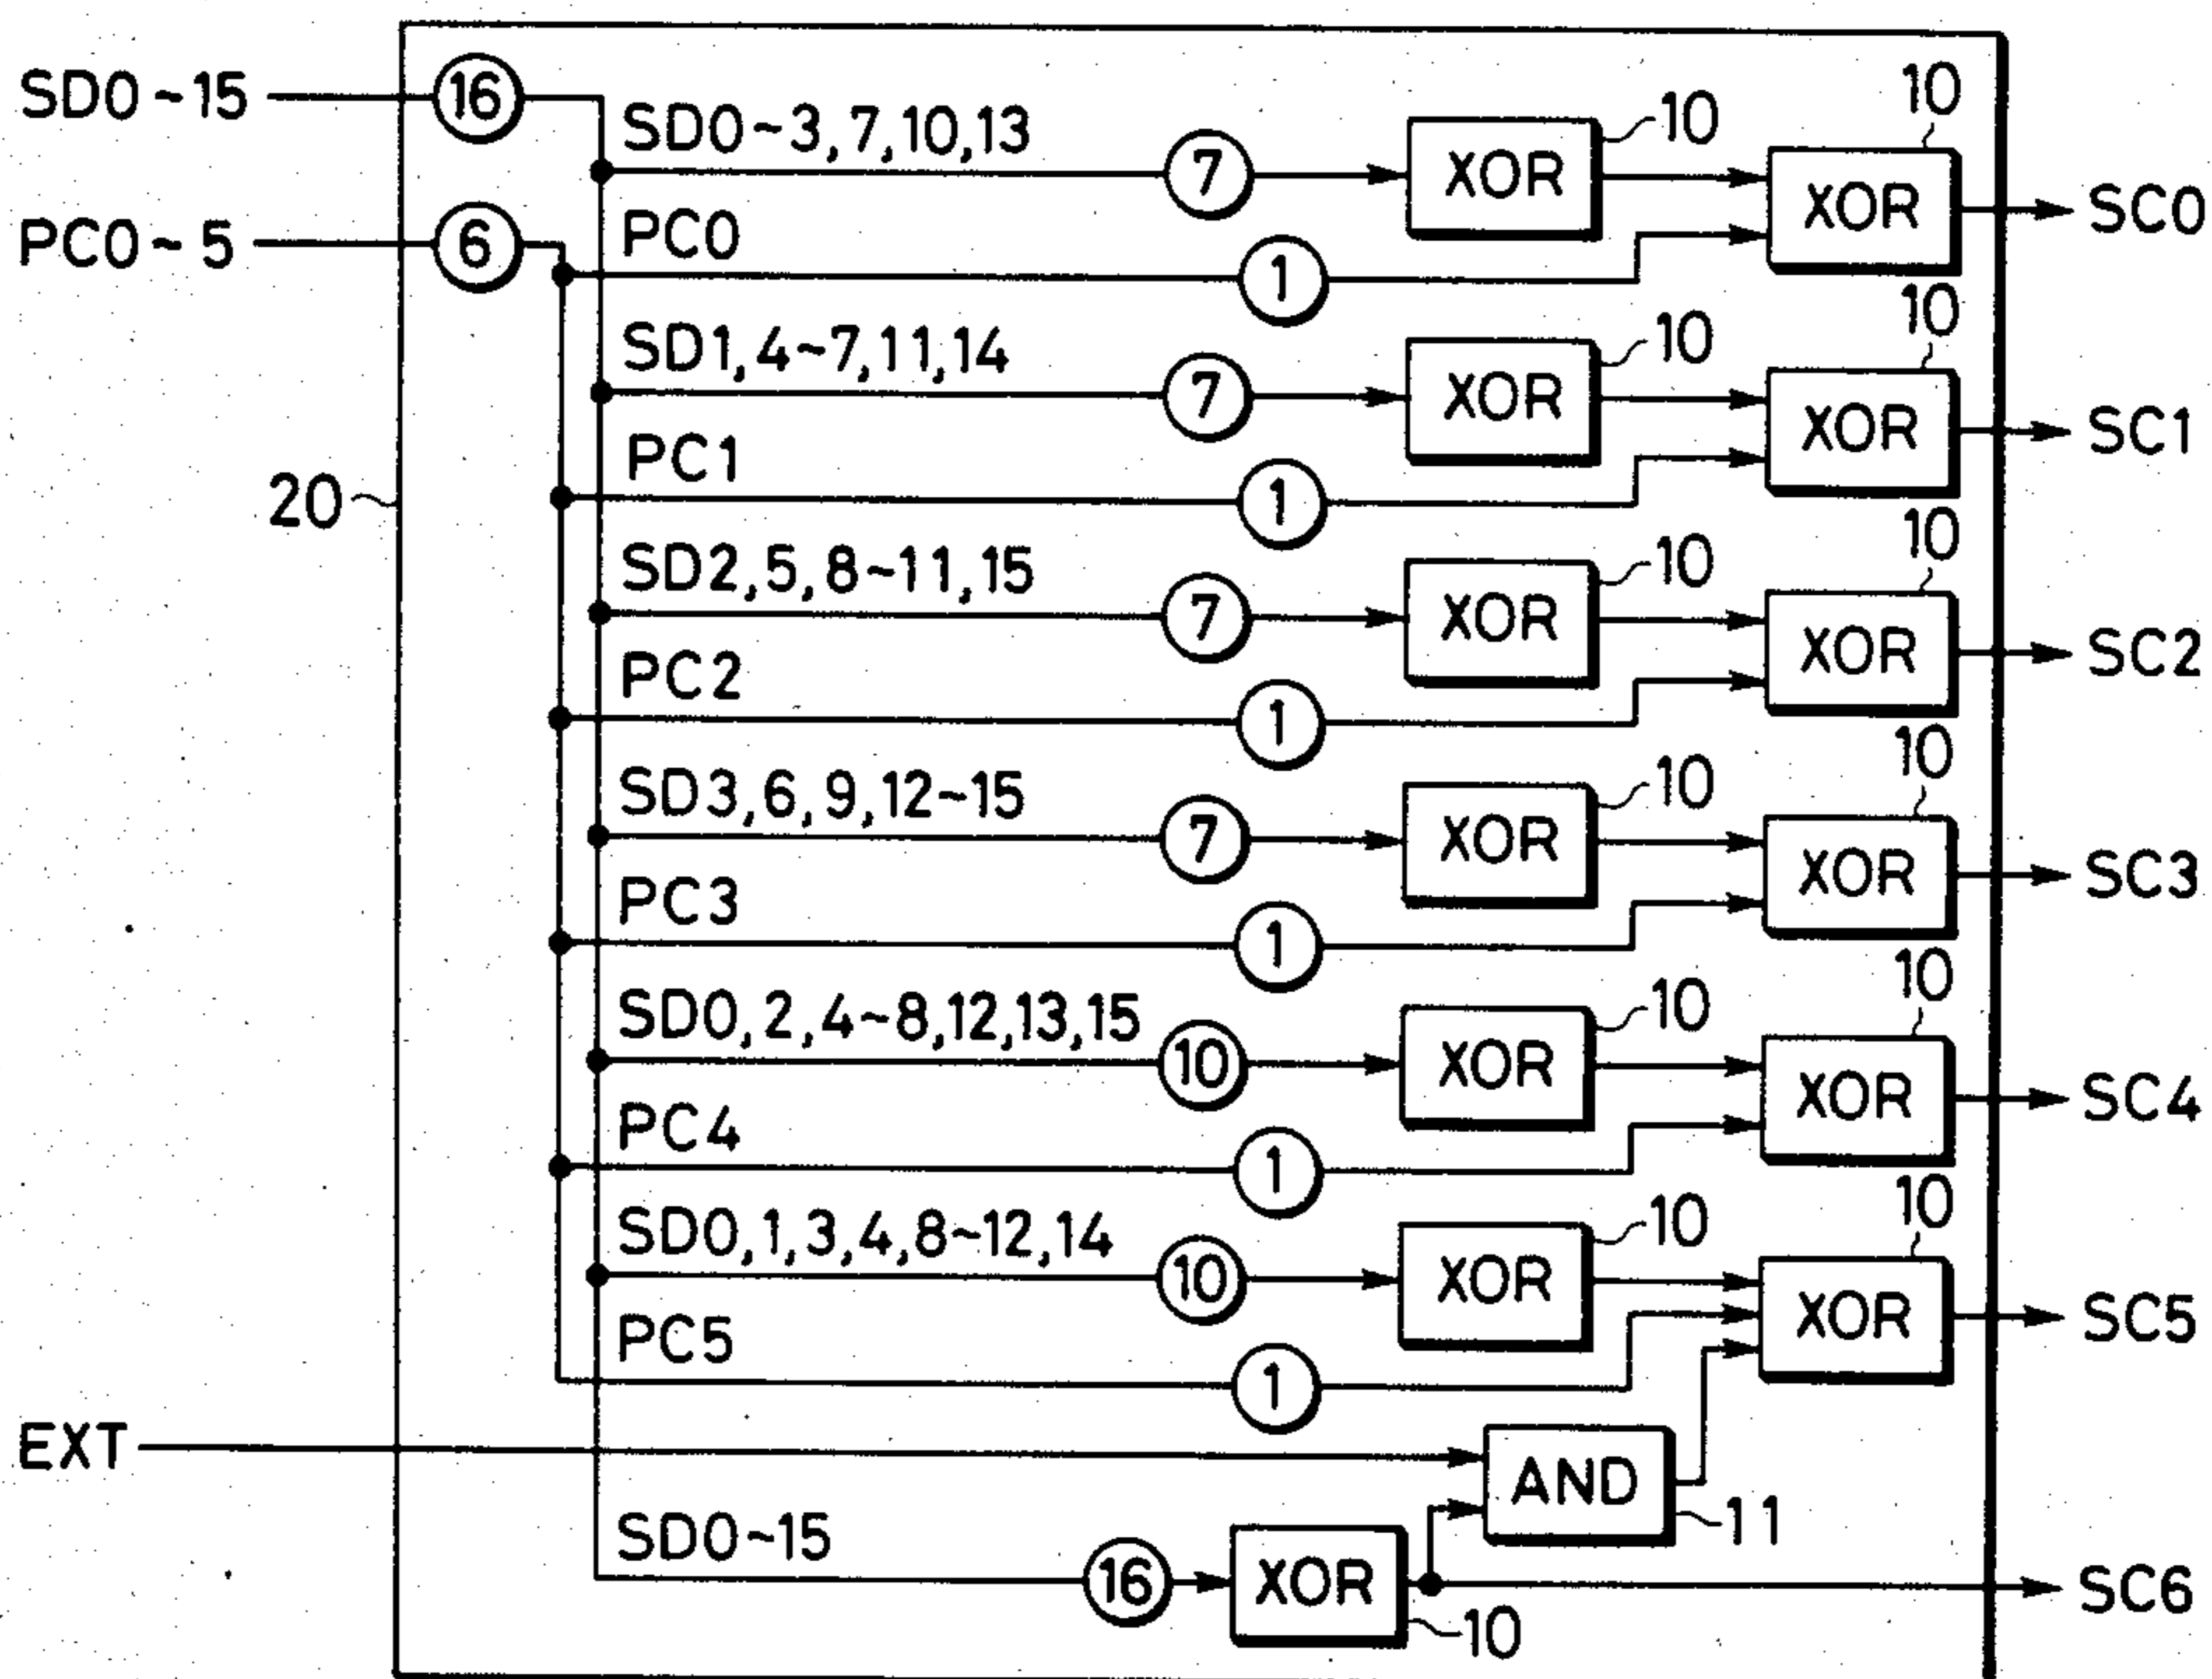 SD0~15
16
SD0~3,7,10,13
7
XOR
10
XOR
10
SC0
PC0~5
6
PC0
1
SD1,4~7,11,14
7
XOR
10
XOR
10
SC1
PC1
1
20
SD2,5,8~11,15
7
XOR
10
XOR
10
SC2
PC2
1
SD3,6,9,12~15
7
XOR
10
XOR
10
SC3
PC3
1
SD0,2,4~8,12,13,15
10
XOR
10
XOR
10
SC4
PC4
1
SD0,1,3,4,8~12,14
10
XOR
10
XOR
10
SC5
PC5
1
EXT
AND
11
SD0~15
16
XOR
10
SC6